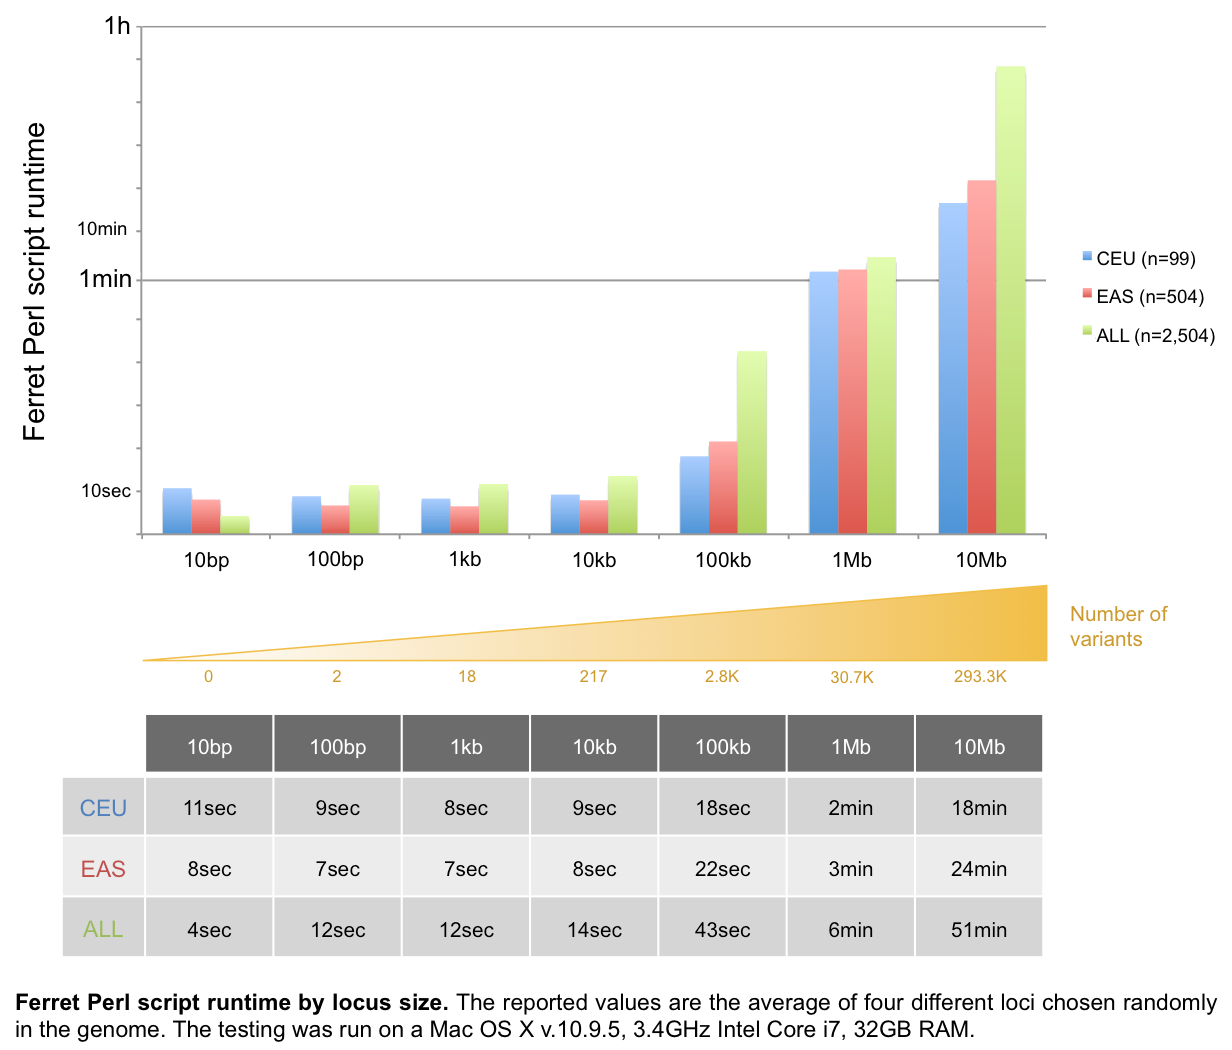 1h
10min
1min
10sec
Ferret Perl script runtime
CEU (n=99)
EAS (n=504)
ALL (n=2,504)
10bp 100bp 1kb 10kb 100kb 1Mb 10Mb
Number of
variants
0 2 18 217 2.8K 30.7K 293.3K
10bp 100bp 1kb 10kb 100kb 1Mb 10Mb
CEU 11sec 9sec 8sec 9sec 18sec 2min 18min
EAS 8sec 7sec 7sec 8sec 22sec 3min 24min
ALL 4sec 12sec 12sec 14sec 43sec 6min 51min
Ferret Perl script runtime by locus size. The reported values are the average of four different loci chosen randomly
in the genome. The testing was run on a Mac OS X v.10.9.5, 3.4GHz Intel Core i7, 32GB RAM.